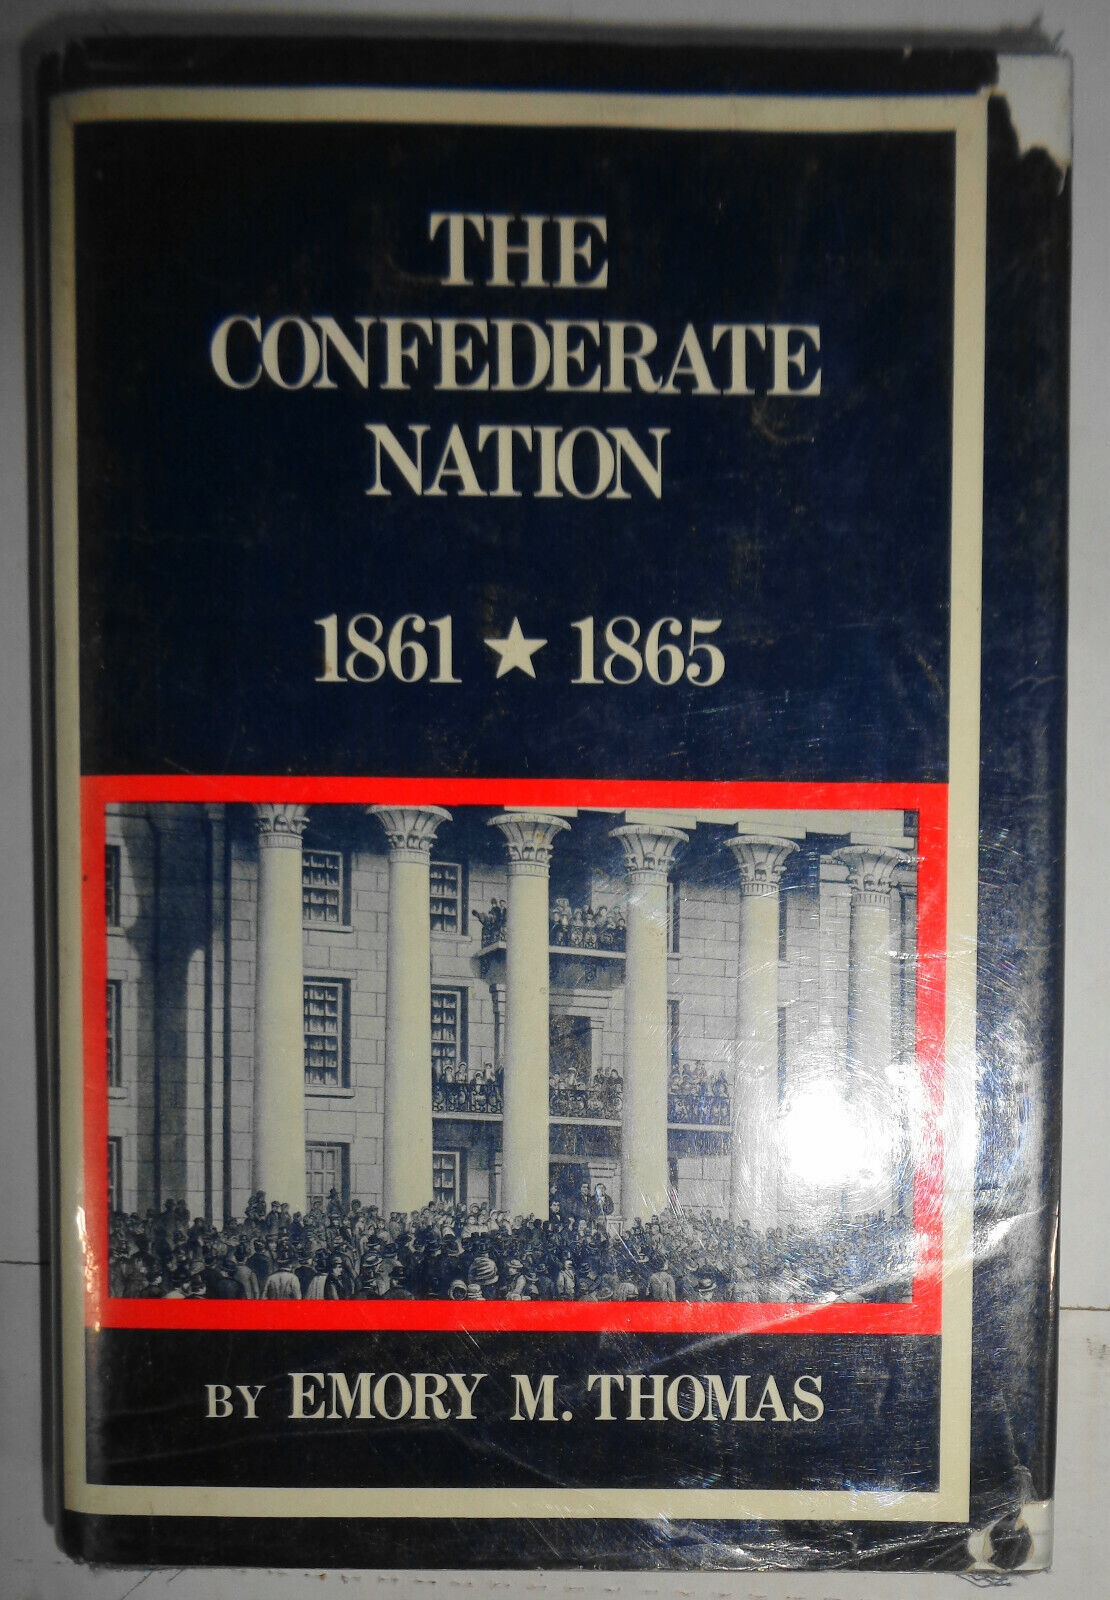 THE
CONFEDERATE
NATION
1861 ★ 1865
BY EMORY M. THOMAS